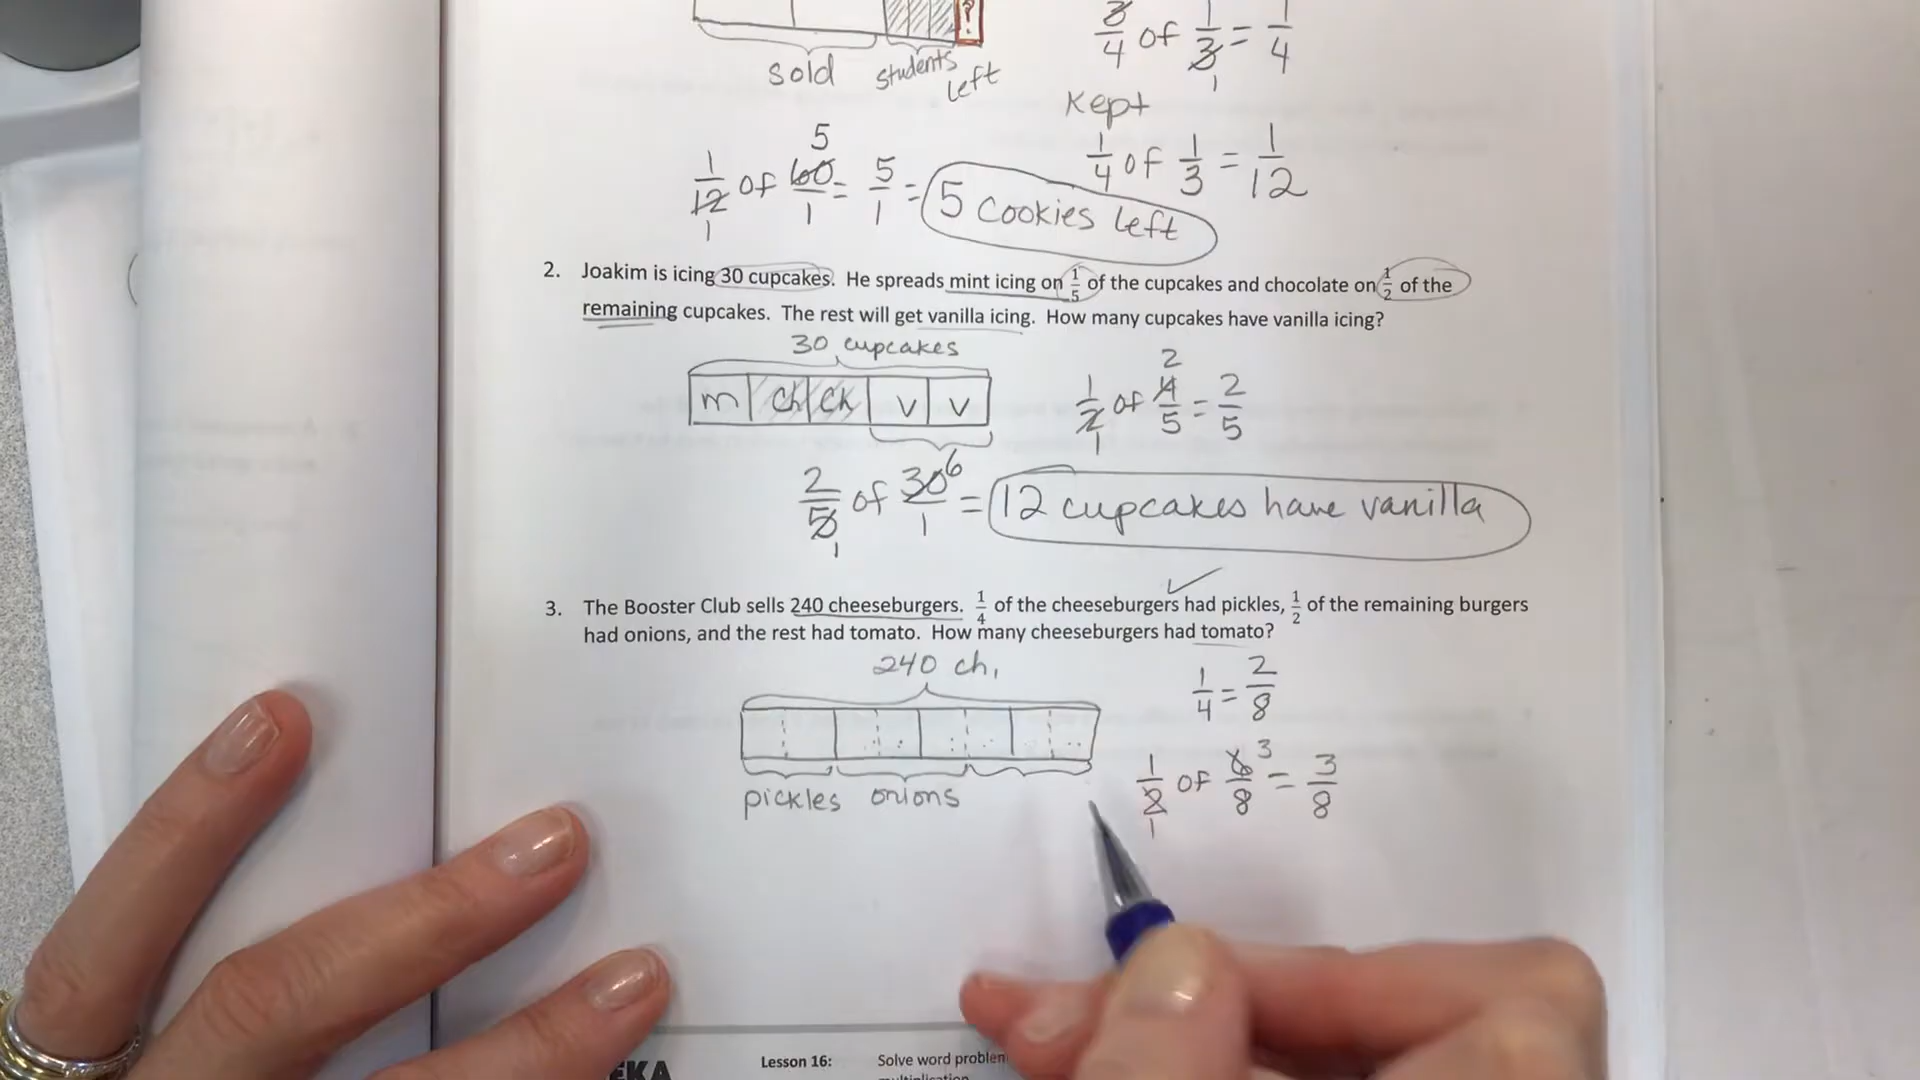 ?
sold students left
3/4 of 1/3 = 1/4
1
Kept
1/4 of 1/3 = 1/12
5
1/12 of 60/1 = 5/1 = 5 cookies left
1
2. Joakim is icing 30 cupcakes. He spreads mint icing on 1/5 of the cupcakes and chocolate on 1/2 of the
remaining cupcakes. The rest will get vanilla icing. How many cupcakes have vanilla icing?
30 cupcakes
m ch ch v v
2
1/2 of 4/5 = 2/5
1
2/5 of 30/1 6 = 12 cupcakes have vanilla
1
3. The Booster Club sells 240 cheeseburgers. 1/4 of the cheeseburgers had pickles, 1/2 of the remaining burgers
had onions, and the rest had tomato. How many cheeseburgers had tomato?
240 ch.
1/4 = 2/8
pickles onions
1/2 of 6/8 3 = 3/8
1
Lesson 16: Solve word